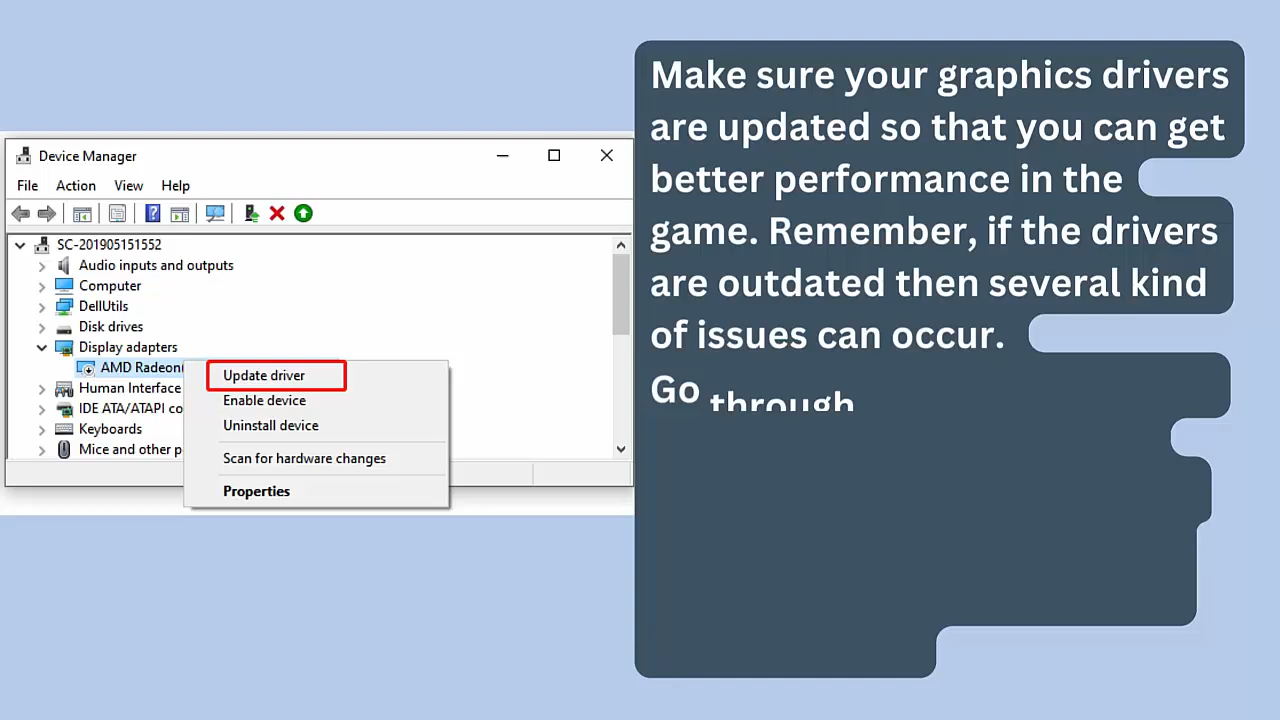 Device Manager
File Action View Help
SC-201905151552
Audio inputs and outputs
Computer
DellUtils
Disk drives
Display adapters
AMD Radeon(
Human Interface
IDE ATA/ATAPI co
Keyboards
Mice and other p
Update driver
Enable device
Uninstall device
Scan for hardware changes
Properties
Make sure your graphics drivers
are updated so that you can get
better performance in the
game. Remember, if the drivers
are outdated then several kind
of issues can occur.
Go through